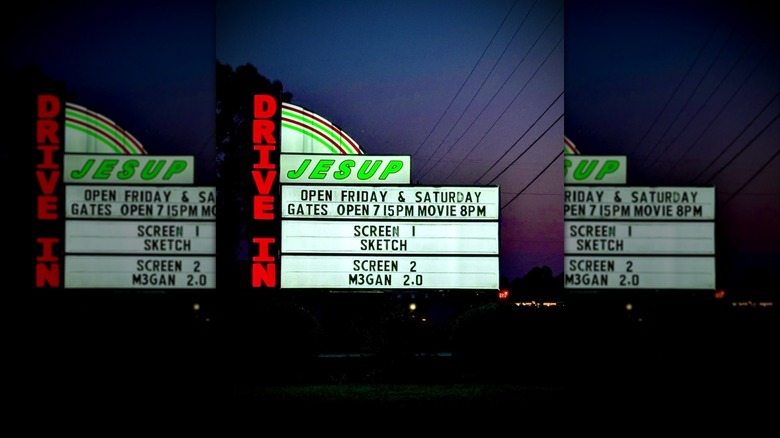 DRIVE IN
JESUP
OPEN FRIDAY & SATURDAY
GATES OPEN 7 15PM MOVIE 8PM
SCREEN 1
SKETCH
SCREEN 2
M3GAN 2.0